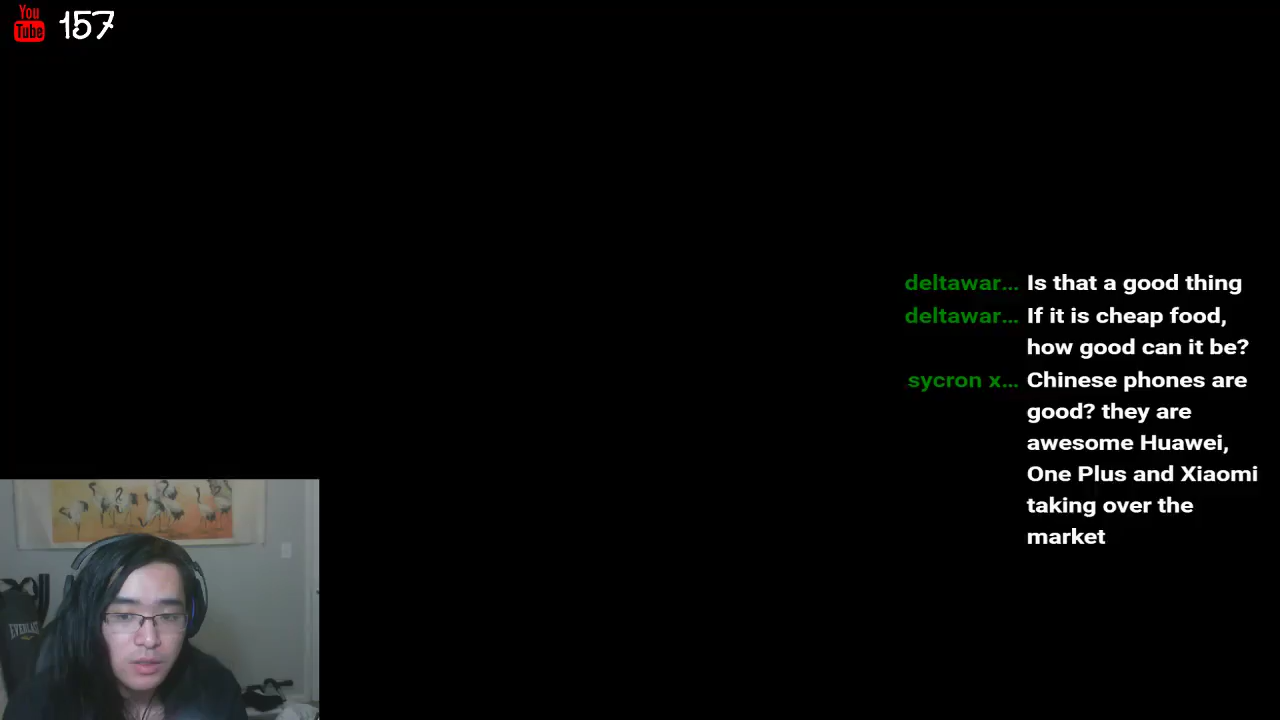 You
Tube 157
deltawar... Is that a good thing
deltawar... If it is cheap food,
how good can it be?
sycron x... Chinese phones are
good? they are
awesome Huawei,
One Plus and Xiaomi
taking over the
market
EVERLAST